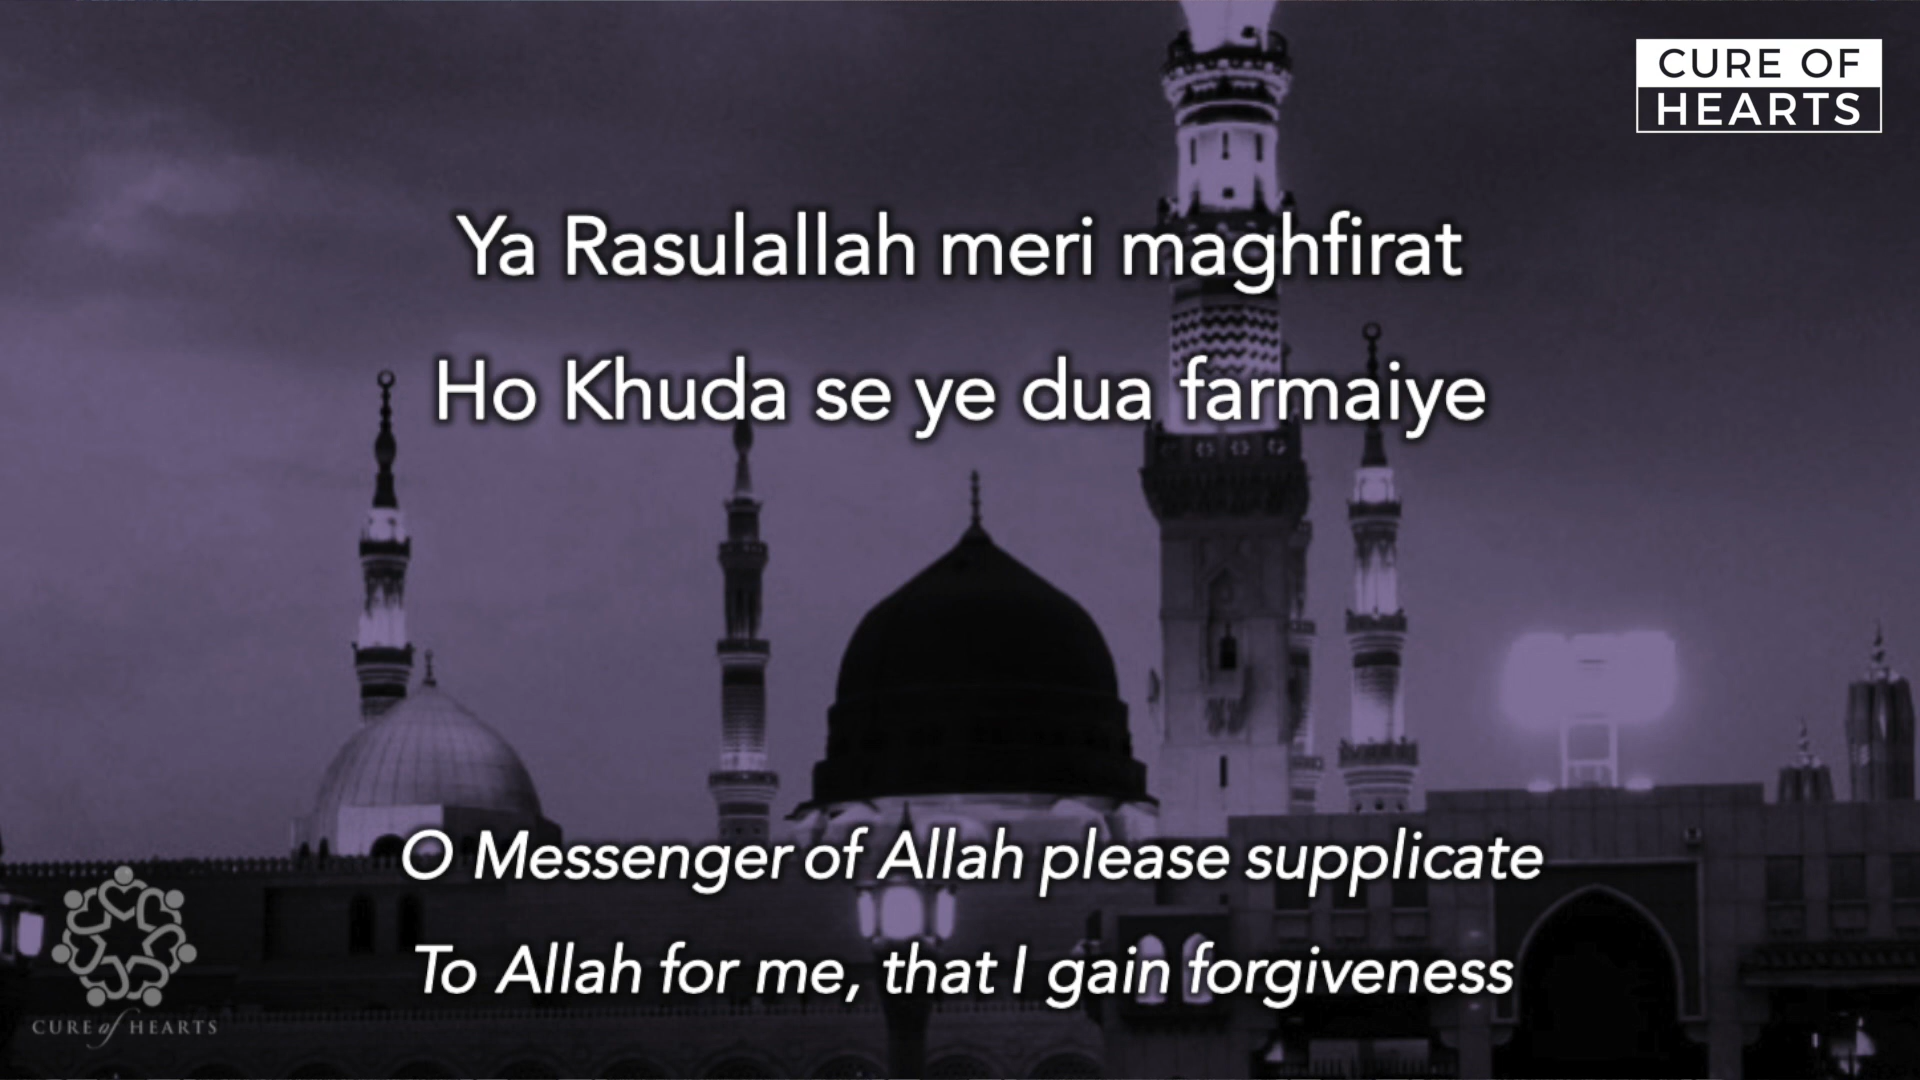 CURE OF
HEARTS
Ya Rasulallah meri maghfirat
Ho Khuda se ye dua farmaiye
O Messenger of Allah please supplicate
To Allah for me, that I gain forgiveness
CURE of HEARTS